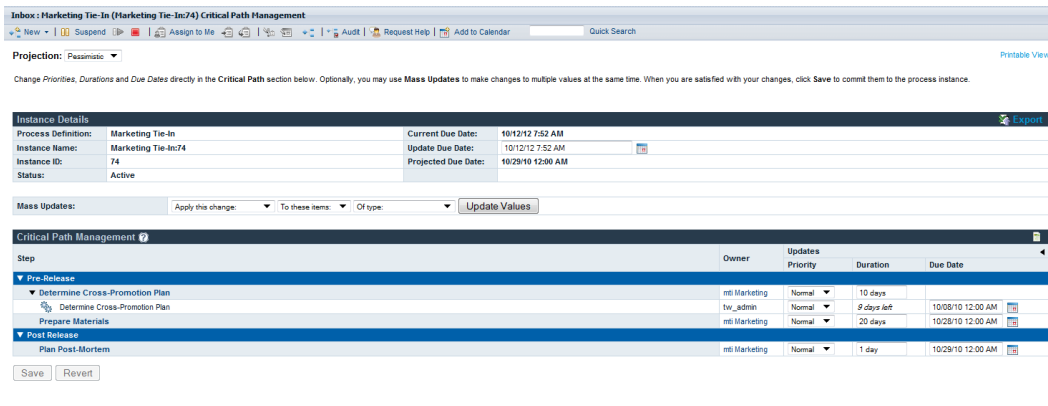 Inbox : Marketing Tie-In (Marketing Tie-In:74) Critical Path Management
New Suspend Assign to Me Audit Request Help Add to Calendar Quick Search
Projection: Pessimistic Printable View
Change Priorities, Durations and Due Dates directly in the Critical Path section below. Optionally, you may use Mass Updates to make changes to multiple values at the same time. When you are satisfied with your changes, click Save to commit them to the process instance.
Instance Details Export
Process Definition: Marketing Tie-In Current Due Date: 10/12/12 7:52 AM
Instance Name: Marketing Tie-In:74 Update Due Date: 10/12/12 7:52 AM
Instance ID: 74 Projected Due Date: 10/29/10 12:00 AM
Status: Active
Mass Updates: Apply this change: To these items: Of type: Update Values
Critical Path Management ?
Step Owner Updates
Priority Duration Due Date
Pre-Release
Determine Cross-Promotion Plan mti Marketing Normal 10 days
Determine Cross-Promotion Plan tw_admin Normal 9 days left 10/08/10 12:00 AM
Prepare Materials mti Marketing Normal 20 days 10/28/10 12:00 AM
Post Release
Plan Post-Mortem mti Marketing Normal 1 day 10/29/10 12:00 AM
Save Revert